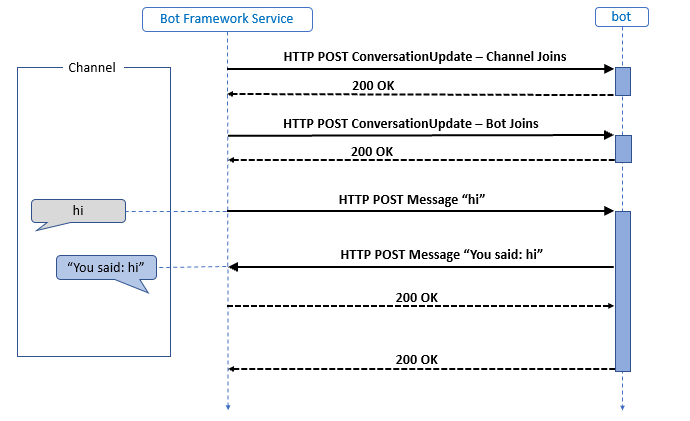 Bot Framework Service
bot
HTTP POST ConversationUpdate – Channel Joins
Channel
200 OK
HTTP POST ConversationUpdate – Bot Joins
200 OK
HTTP POST Message “hi”
hi
HTTP POST Message “You said: hi”
“You said: hi”
200 OK
200 OK